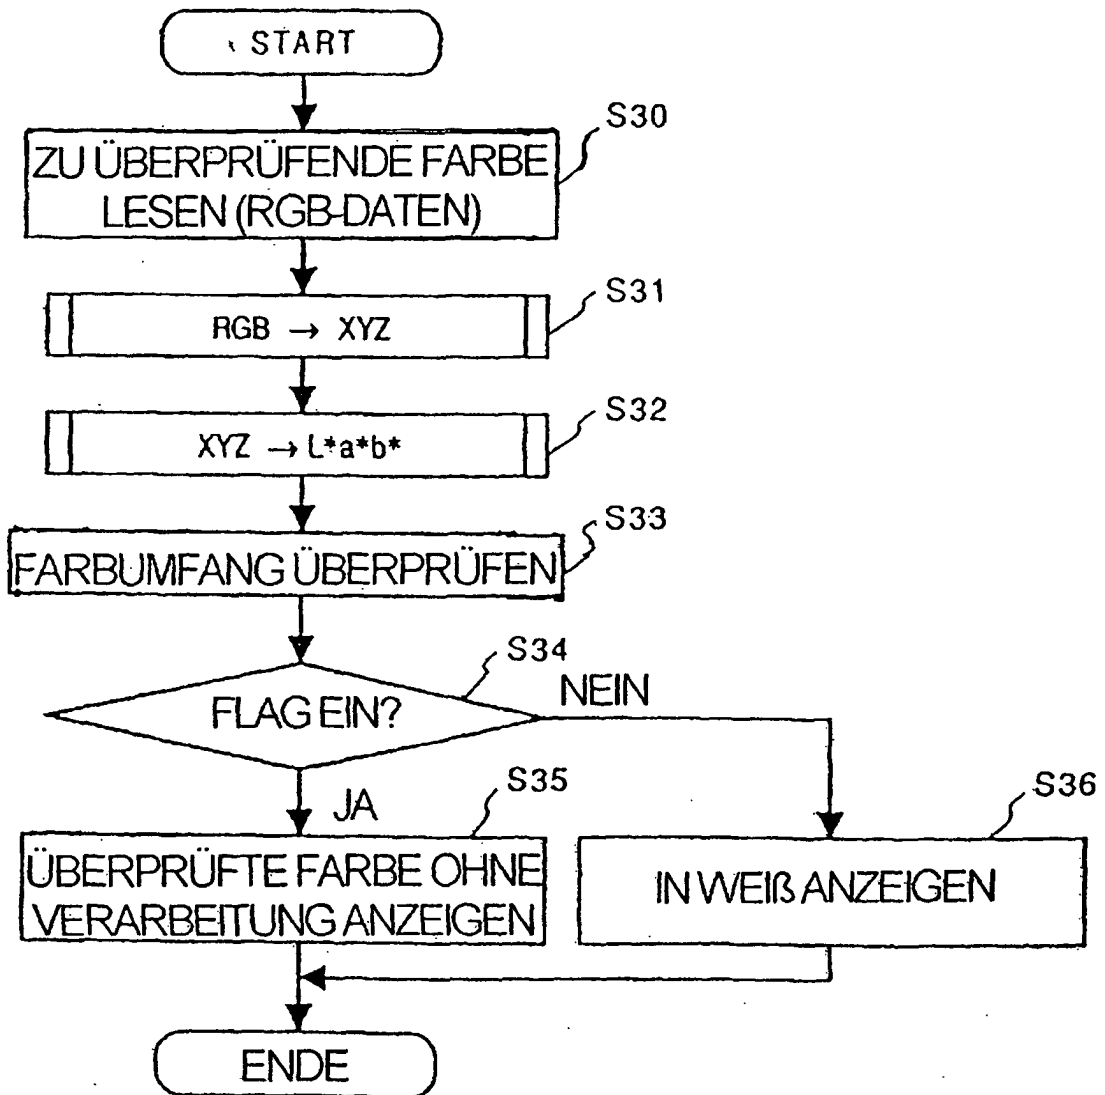 START
S30
ZU ÜBERPRÜFENDE FARBE
LESEN (RGB-DATEN)
S31
RGB → XYZ
S32
XYZ → L*a*b*
S33
FARBUMFANG ÜBERPRÜFEN
S34
FLAG EIN?
NEIN
JA
S35
ÜBERPRÜFTE FARBE OHNE
VERARBEITUNG ANZEIGEN
S36
IN WEIß ANZEIGEN
ENDE